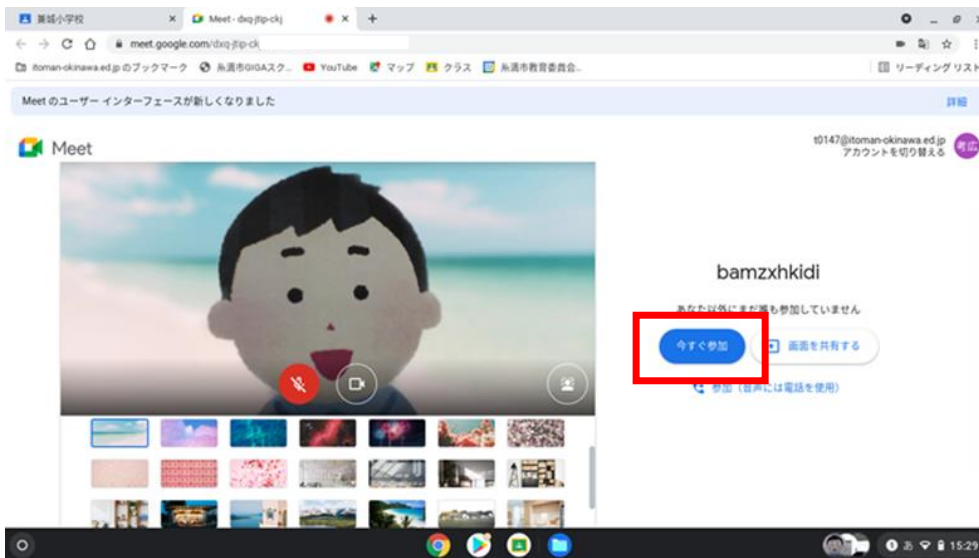 兼城小学校
Meet - dxq-jtip-ckj
meet.google.com/dxq-jtip-ck
itoman-okinawa.ed.jp のブックマーク
糸満市GIGAスク...
YouTube
マップ
クラス
糸満市教育委員会...
リーディング リスト
Meet のユーザー インターフェースが新しくなりました
詳細
Meet
t0147@itoman-okinawa.ed.jp
アカウントを切り替える
考広
bamzxhkidi
あなた以外にまだ誰も参加していません
今すぐ参加
画面を共有する
参加(音声には電話を使用)
あ
15:29